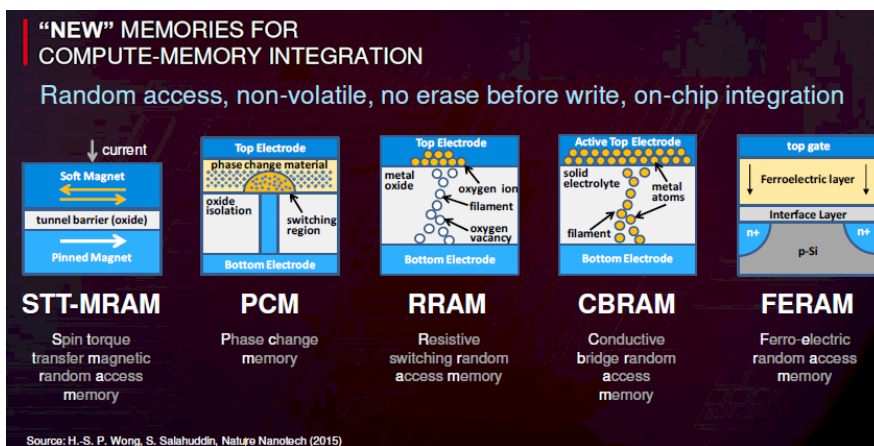 “NEW” MEMORIES FOR
COMPUTE-MEMORY INTEGRATION
Random access, non-volatile, no erase before write, on-chip integration
current
Soft Magnet
tunnel barrier (oxide)
Pinned Magnet
STT-MRAM
Spin torque
transfer magnetic
random access
memory
Top Electrode
phase change material
oxide
isolation
switching
region
Bottom Electrode
PCM
Phase change
memory
Top Electrode
metal
oxide
oxygen ion
filament
oxygen
vacancy
Bottom Electrode
RRAM
Resistive
switching random
access memory
Active Top Electrode
solid
electrolyte
metal
atoms
filament
Bottom Electrode
CBRAM
Conductive
bridge random
access
memory
top gate
Ferroelectric layer
Interface Layer
n+
n+
p-Si
FERAM
Ferro-electric
random access
memory
Source: H.-S. P. Wong, S. Salahuddin, Nature Nanotech (2015)